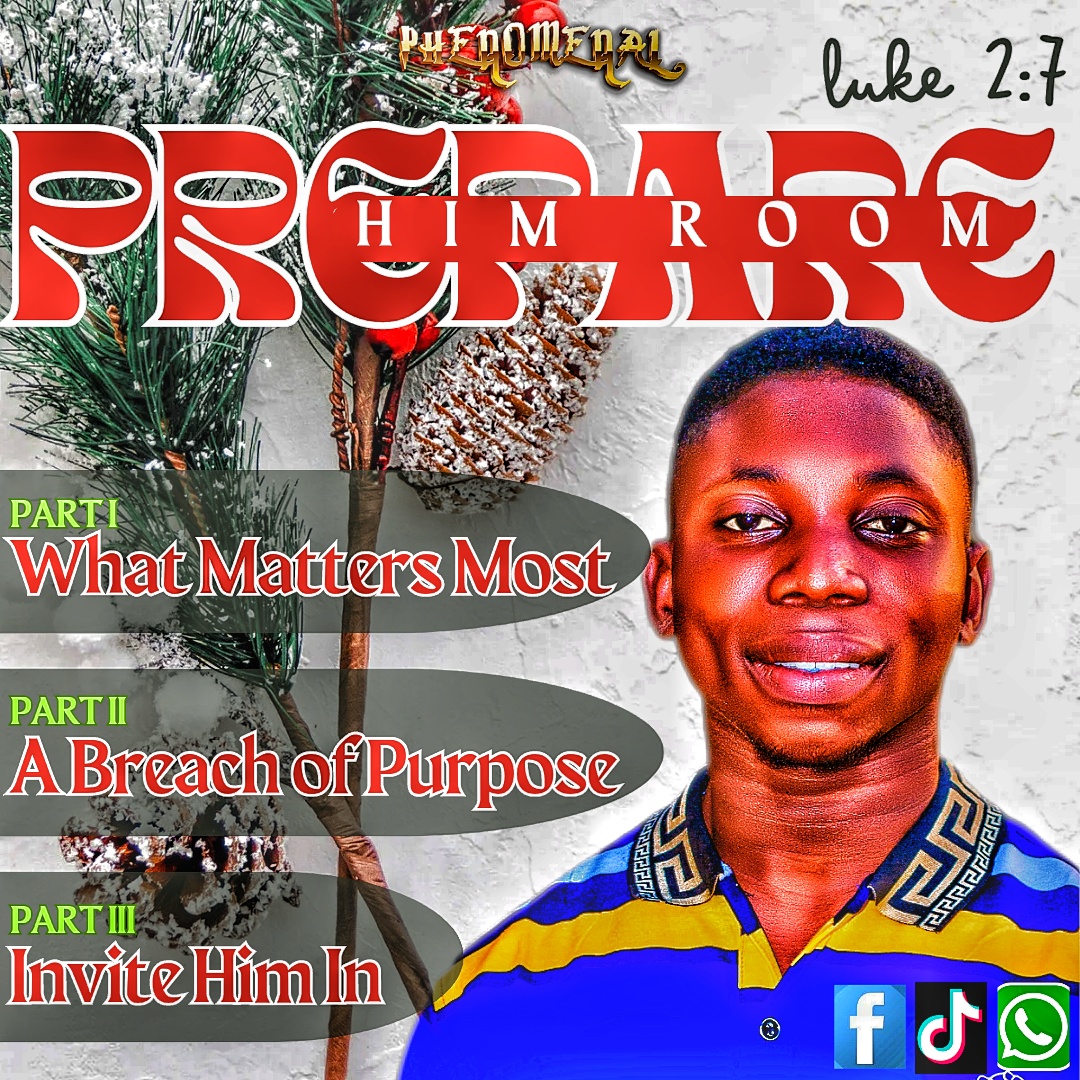 PHENOMENAL
luke 2:7
PREPARE
HIM ROOM
PART I
What Matters Most
PART II
A Breach of Purpose
PART III
Invite Him In